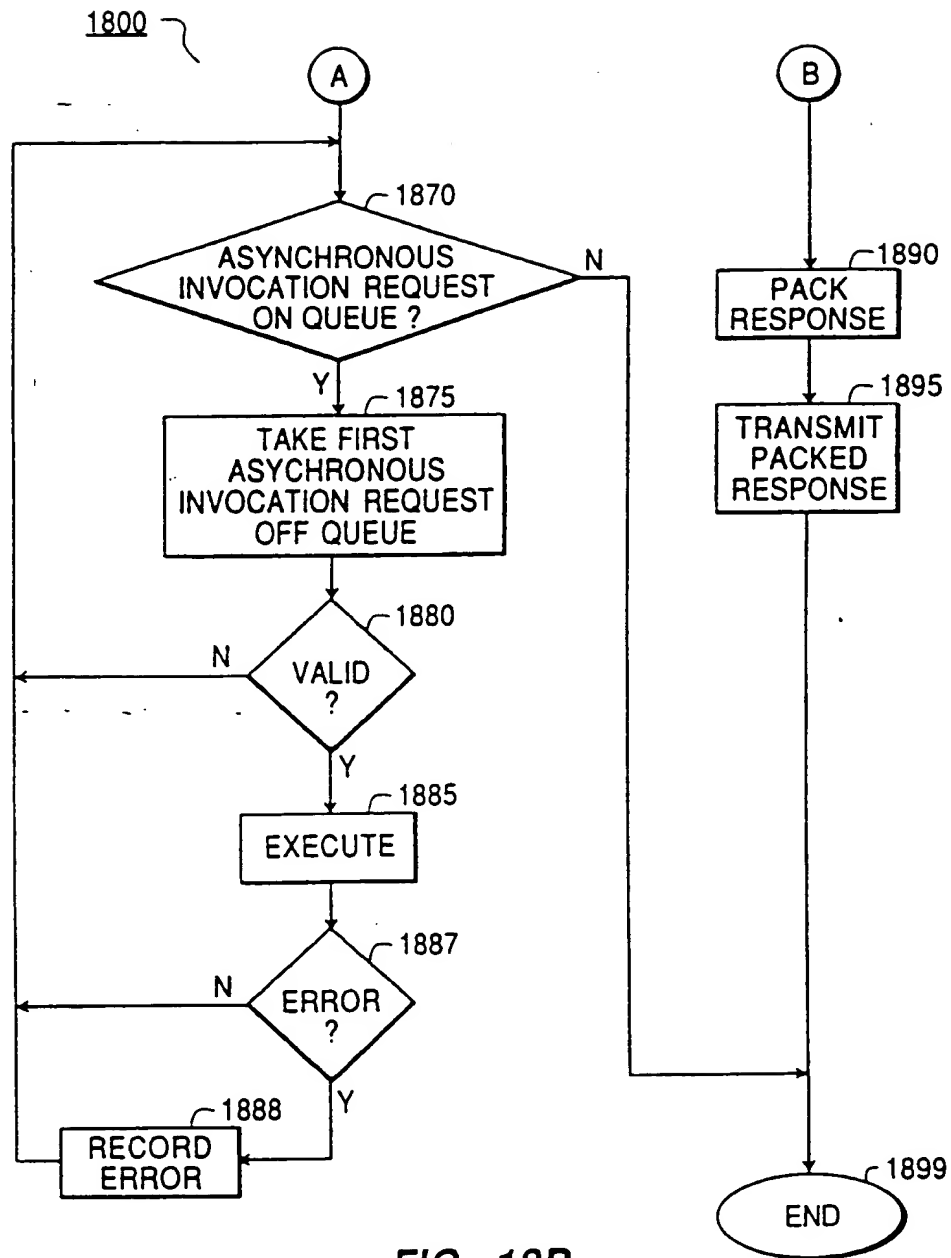 1800
A
B
1870
ASYNCHRONOUS
INVOCATION REQUEST
ON QUEUE ?
N
Y
1875
TAKE FIRST
ASYCHRONOUS
INVOCATION REQUEST
OFF QUEUE
1880
VALID
?
N
Y
1885
EXECUTE
1887
ERROR
?
N
Y
1888
RECORD
ERROR
1890
PACK
RESPONSE
1895
TRANSMIT
PACKED
RESPONSE
1899
END